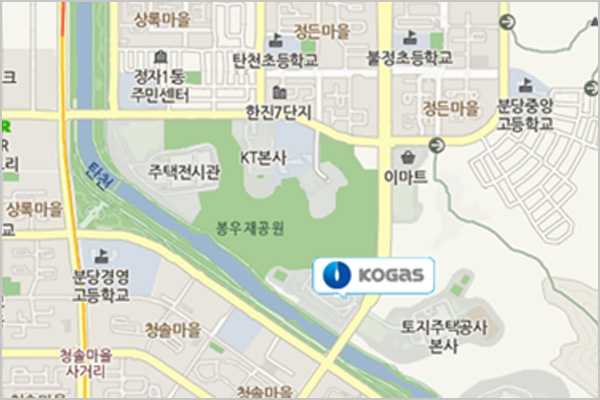 상록마을
정든마을
탄천초등학교
불정초등학교
정자1동
주민센터
크
한진7단지
정든마을
분당중앙
고등학교
R
R
거리
주택전시관
KT본사
이마트
탄천
상록마을
봉우재공원
교
분당경영
고등학교
KOGAS
청솔마을
토지주택공사
본사
청솔마을
사거리
청솔마을